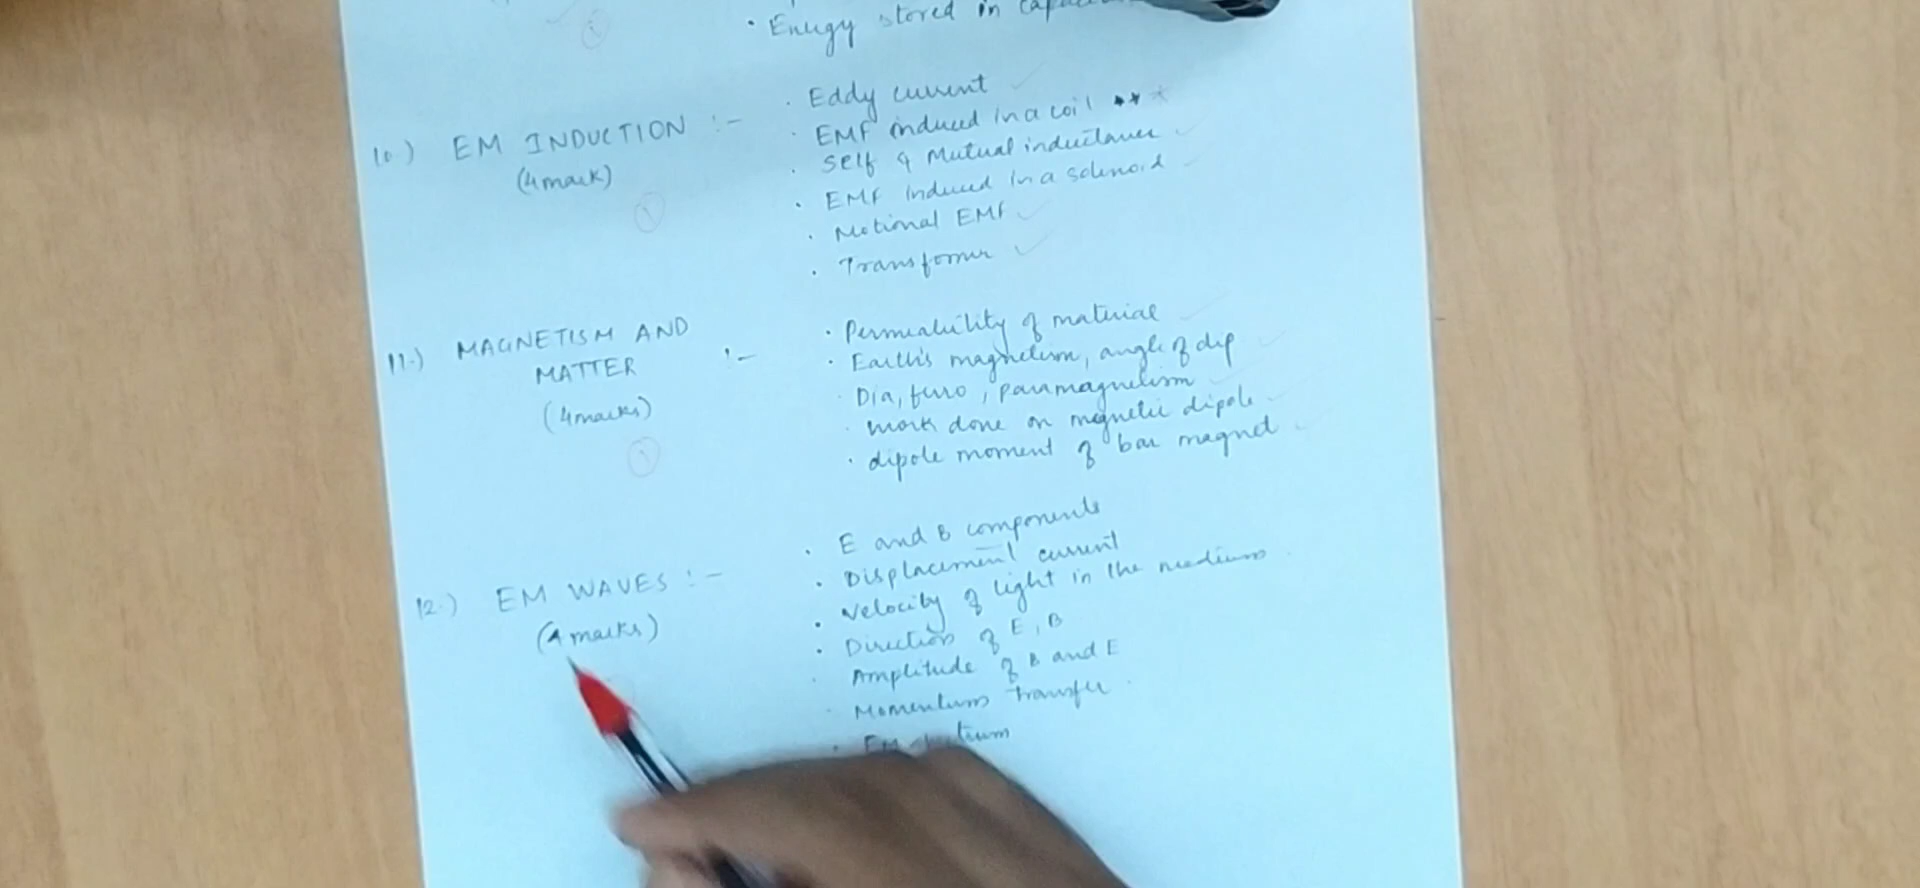 • Energy stored in
10.) EM INDUCTION :-
(4 mark)
1
• Eddy current
• EMF induced in a coil **
• Self & Mutual inductance
• EMF induced in a solenoid
• Motional EMF
• Transformer
11.) MAGNETISM AND
MATTER :-
(4 marks)
1
• Permeability of material
• Earth's magnetism, angle of dip
• Dia, ferro, paramagnetism
• work done on magnetic dipole
• dipole moment of bar magnet
12.) EM WAVES :-
(4 marks)
• E and B components
• Displacement current
• Velocity of light in the medium
• Direction of E, B
• Amplitude of B and E
• Momentum transfer
• EM